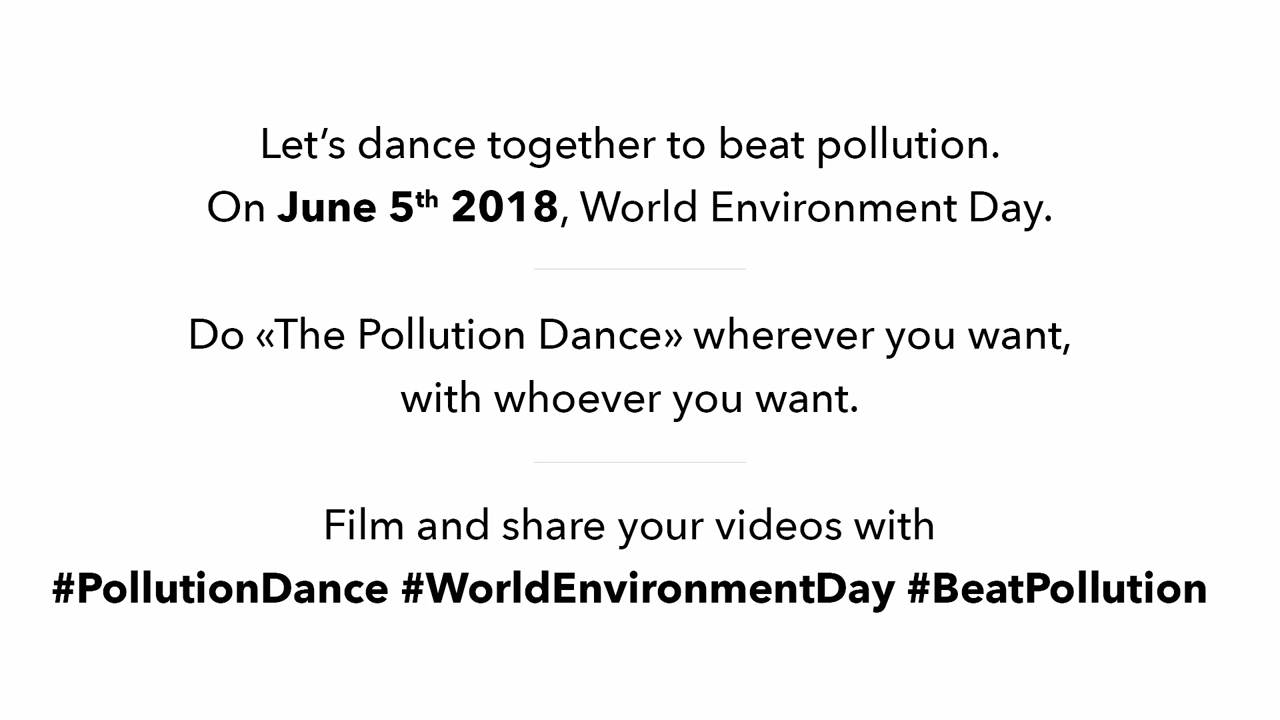 Let’s dance together to beat pollution.
On June 5th 2018, World Environment Day.
Do «The Pollution Dance» wherever you want,
with whoever you want.
Film and share your videos with
#PollutionDance #WorldEnvironmentDay #BeatPollution